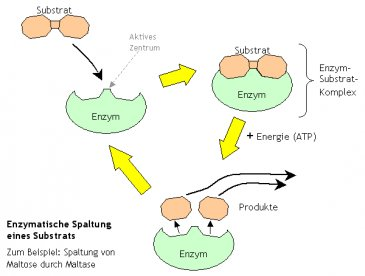 Substrat
Aktives
Zentrum
Enzym
Substrat
Enzym
Enzym-
Substrat-
Komplex
+ Energie (ATP)
Produkte
Enzym
Enzymatische Spaltung
eines Substrats
Zum Beispiel: Spaltung von
Maltose durch Maltase